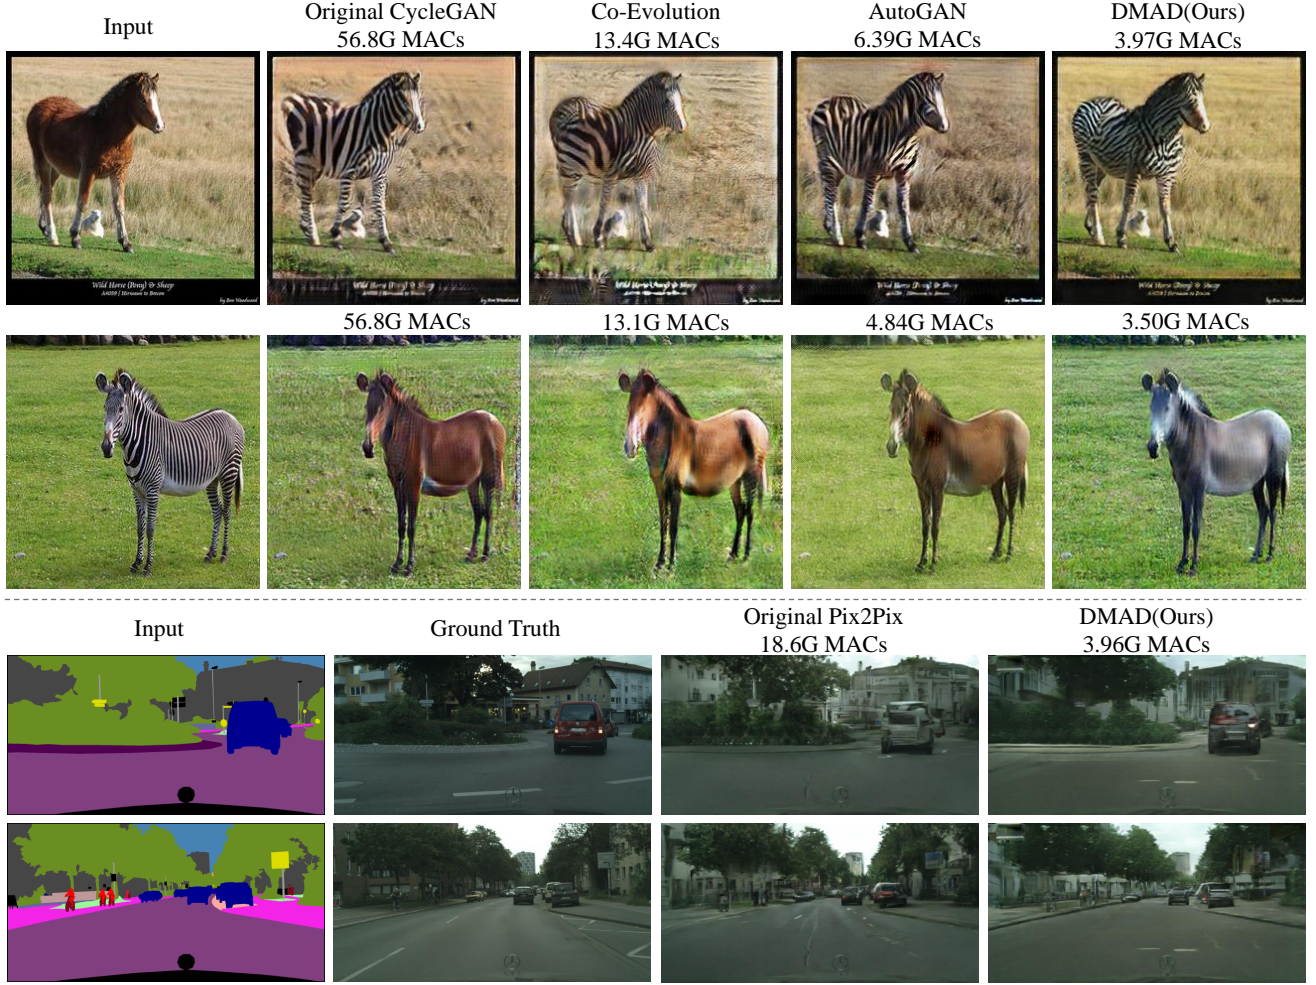 Input
Original CycleGAN
56.8G MACs
Co-Evolution
13.4G MACs
AutoGAN
6.39G MACs
DMAD(Ours)
3.97G MACs
Wild Horse (Pony) & Sheep
56.8G MACs
13.1G MACs
4.84G MACs
3.50G MACs
Input
Ground Truth
Original Pix2Pix
18.6G MACs
DMAD(Ours)
3.96G MACs